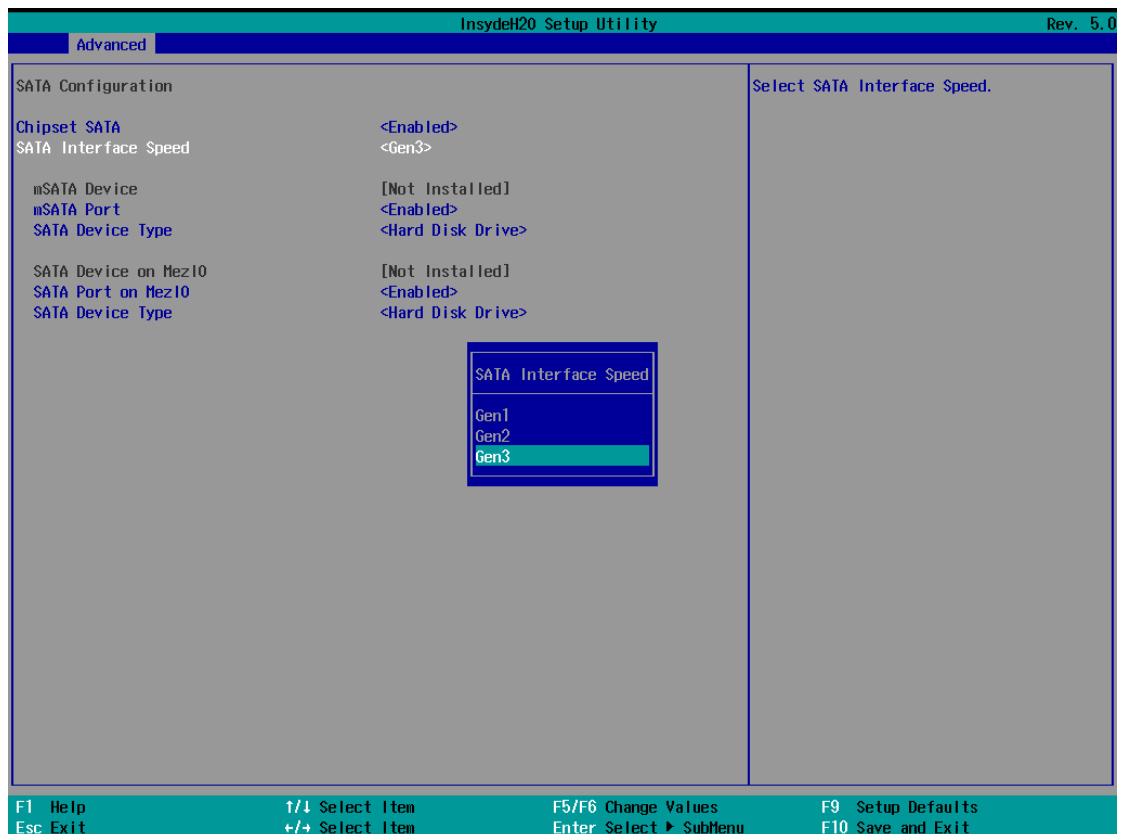 InsydeH20 Setup Utility Rev. 5.0
Advanced
SATA Configuration
Select SATA Interface Speed.
Chipset SATA <Enabled>
SATA Interface Speed <Gen3>
mSATA Device [Not Installed]
mSATA Port <Enabled>
SATA Device Type <Hard Disk Drive>
SATA Device on MezIO [Not Installed]
SATA Port on MezIO <Enabled>
SATA Device Type <Hard Disk Drive>
SATA Interface Speed
Gen1
Gen2
Gen3
F1 Help ↑/↓ Select Item F5/F6 Change Values F9 Setup Defaults
Esc Exit ←/→ Select Item Enter Select ▶ SubMenu F10 Save and Exit